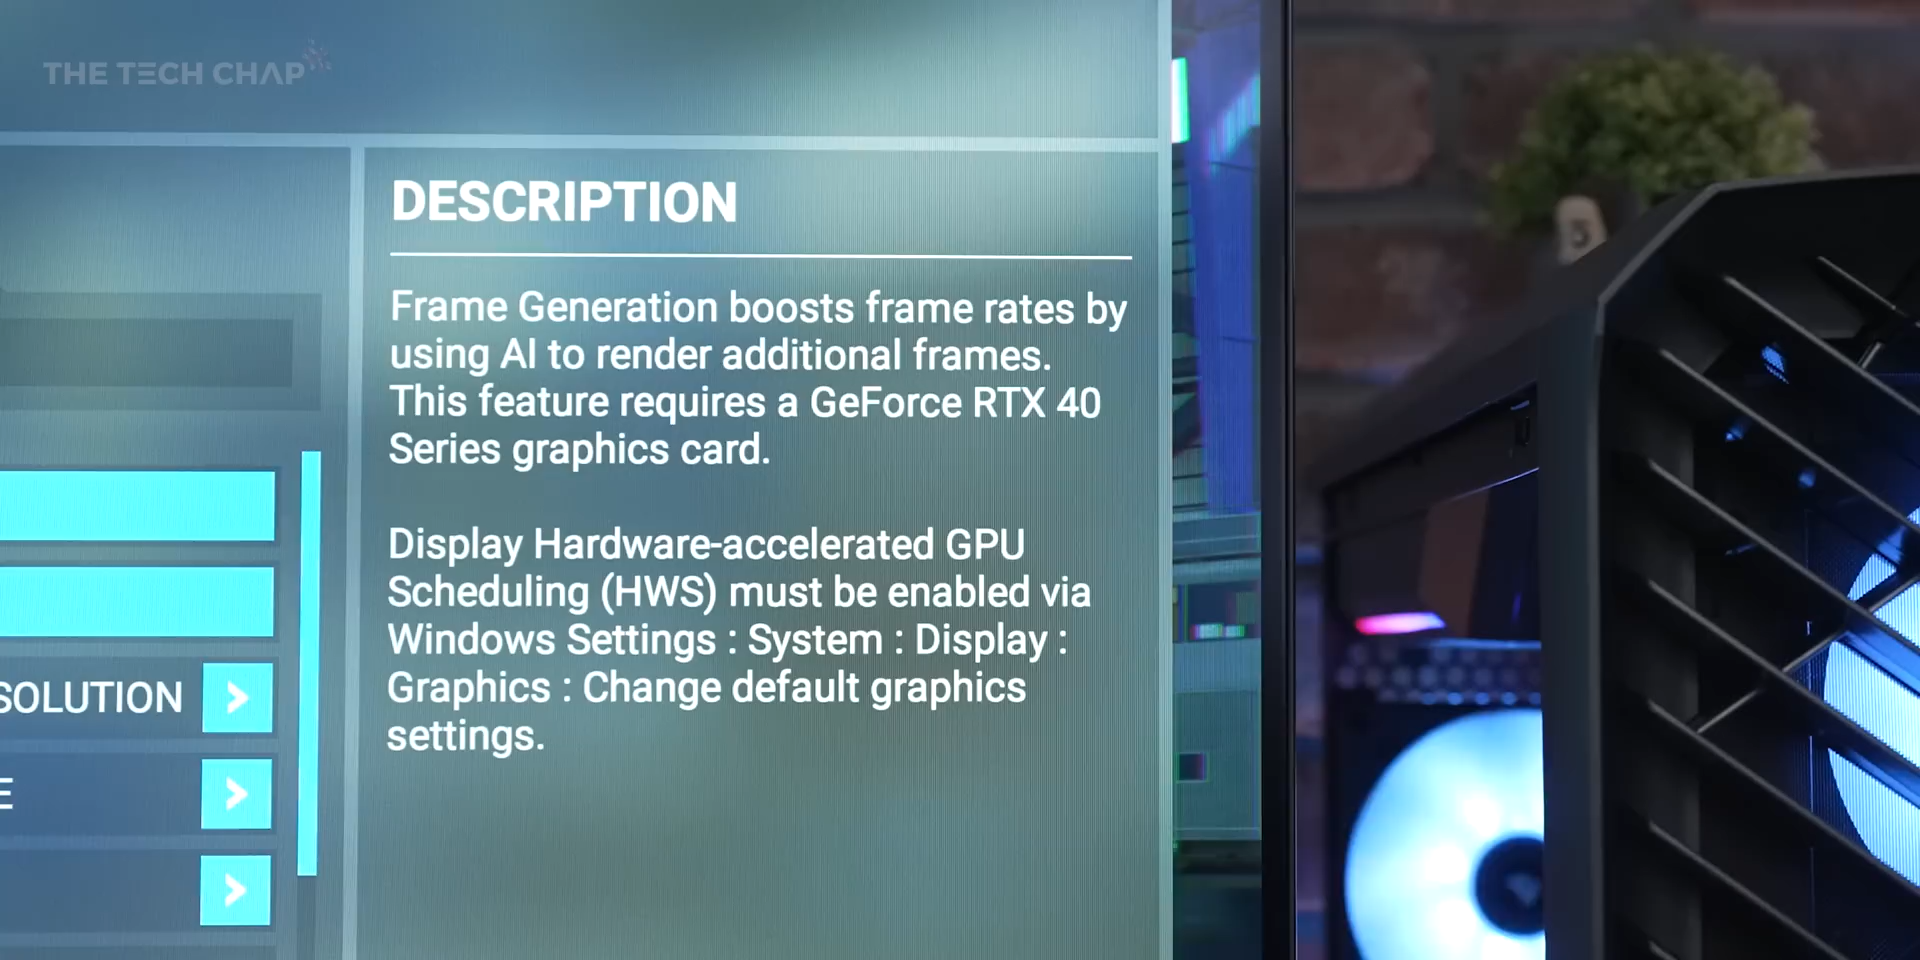 THE TECH CHAP
DESCRIPTION
Frame Generation boosts frame rates by
using AI to render additional frames.
This feature requires a GeForce RTX 40
Series graphics card.
Display Hardware-accelerated GPU
Scheduling (HWS) must be enabled via
Windows Settings : System : Display :
Graphics : Change default graphics
settings.
SOLUTION
E